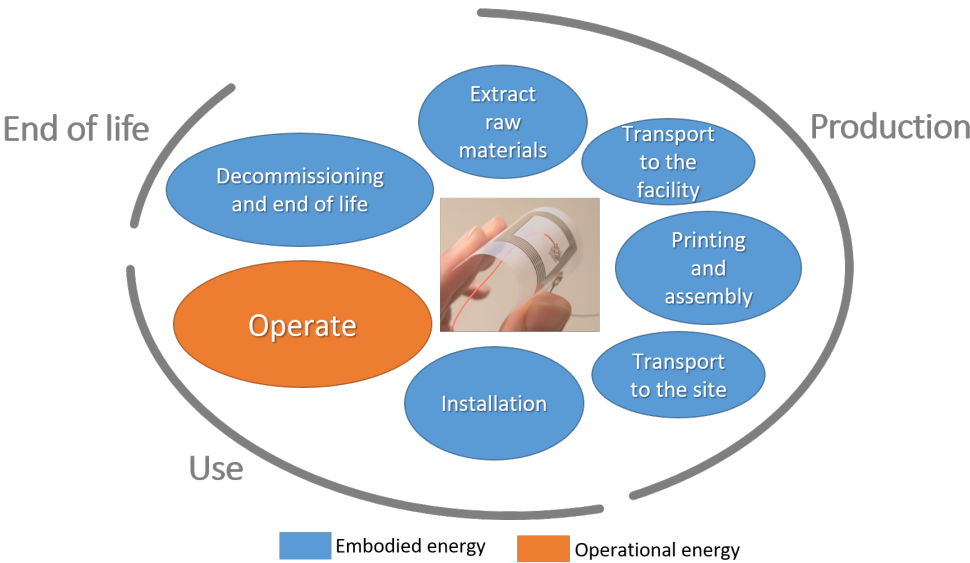 Extract
raw
materials
Transport
to the
facility
Production
End of life
Decommissioning
and end of life
Printing
and
assembly
Operate
Transport
to the site
Installation
Use
Embodied energy
Operational energy